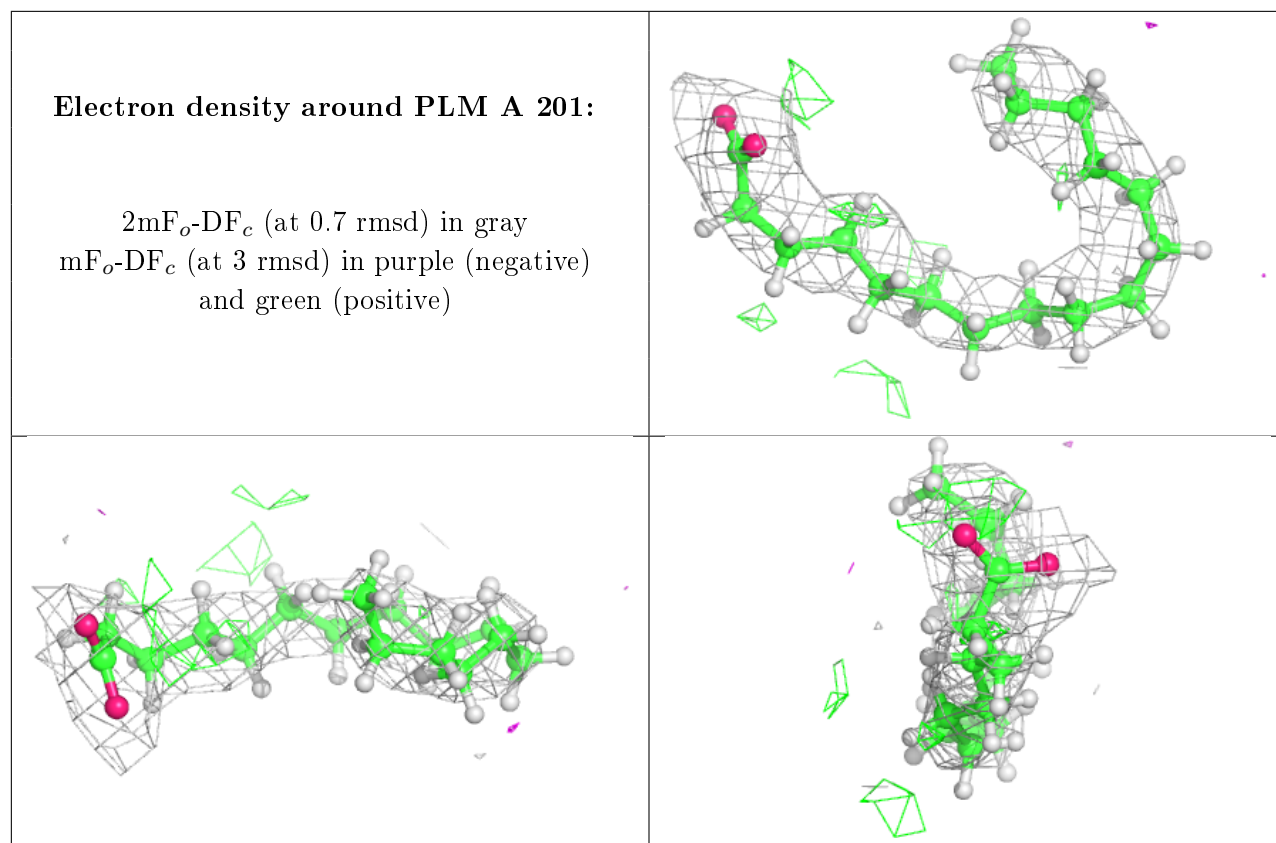 Electron density around PLM A 201:
2mFo-DFc (at 0.7 rmsd) in gray
mFo-DFc (at 3 rmsd) in purple (negative)
and green (positive)